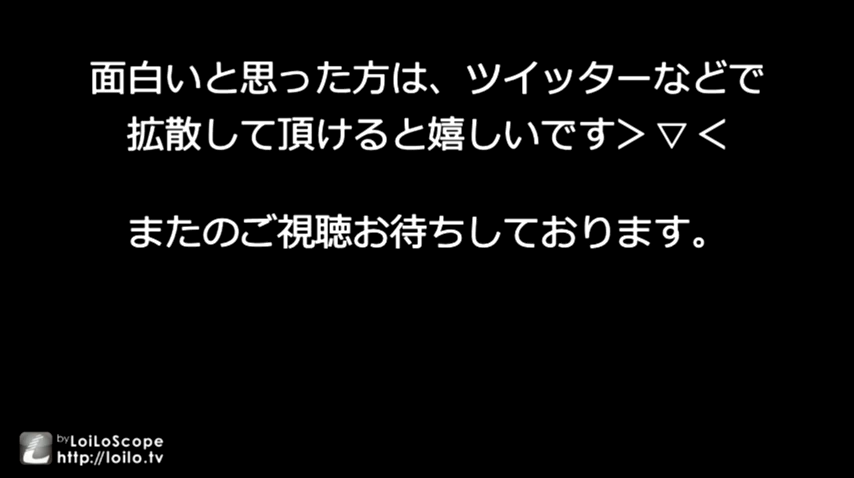 面白いと思った方は、ツイッターなどで
拡散して頂けると嬉しいです＞▽＜
またのご視聴お待ちしております。
by LoiLoScope
http://loilo.tv